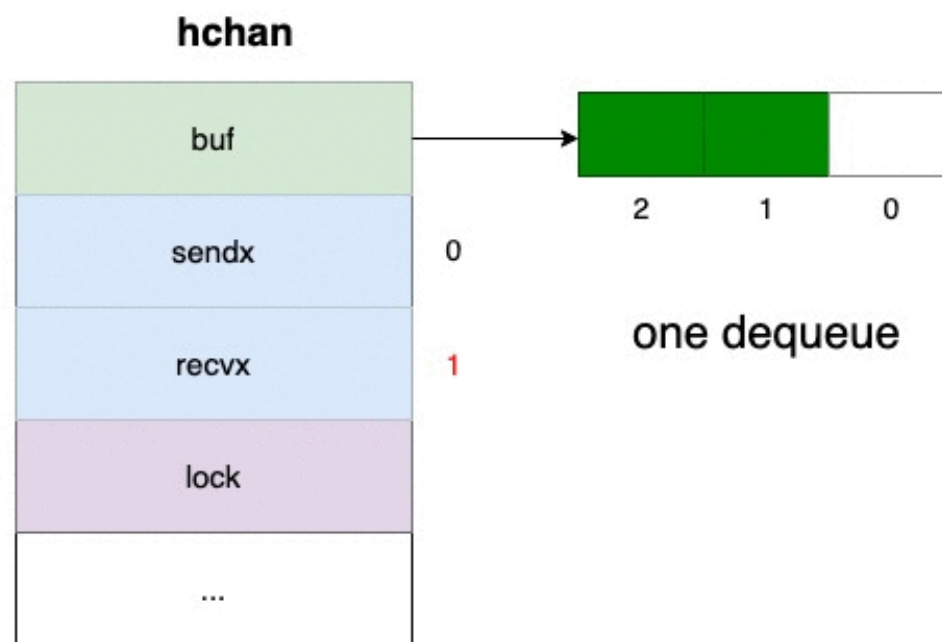 hchan
buf
2 1 0
sendx 0
one dequeue
recvx 1
lock
...